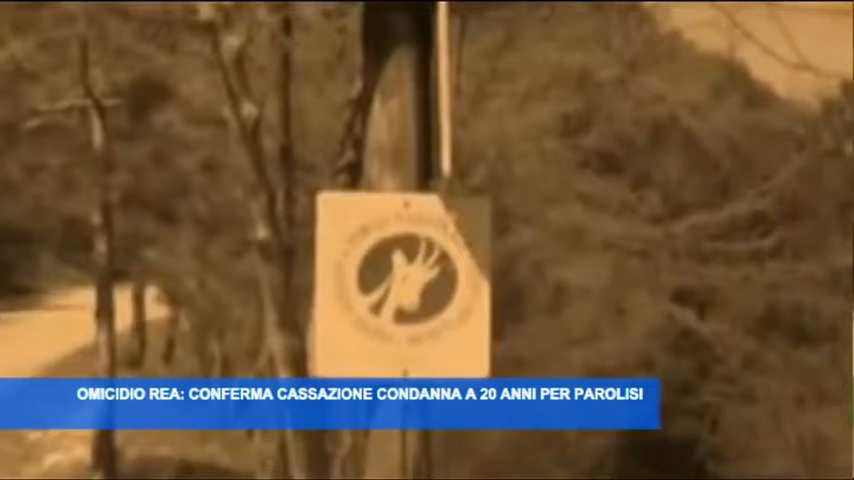 OMICIDIO REA: CONFERMA CASSAZIONE CONDANNA A 20 ANNI PER PAROLISI